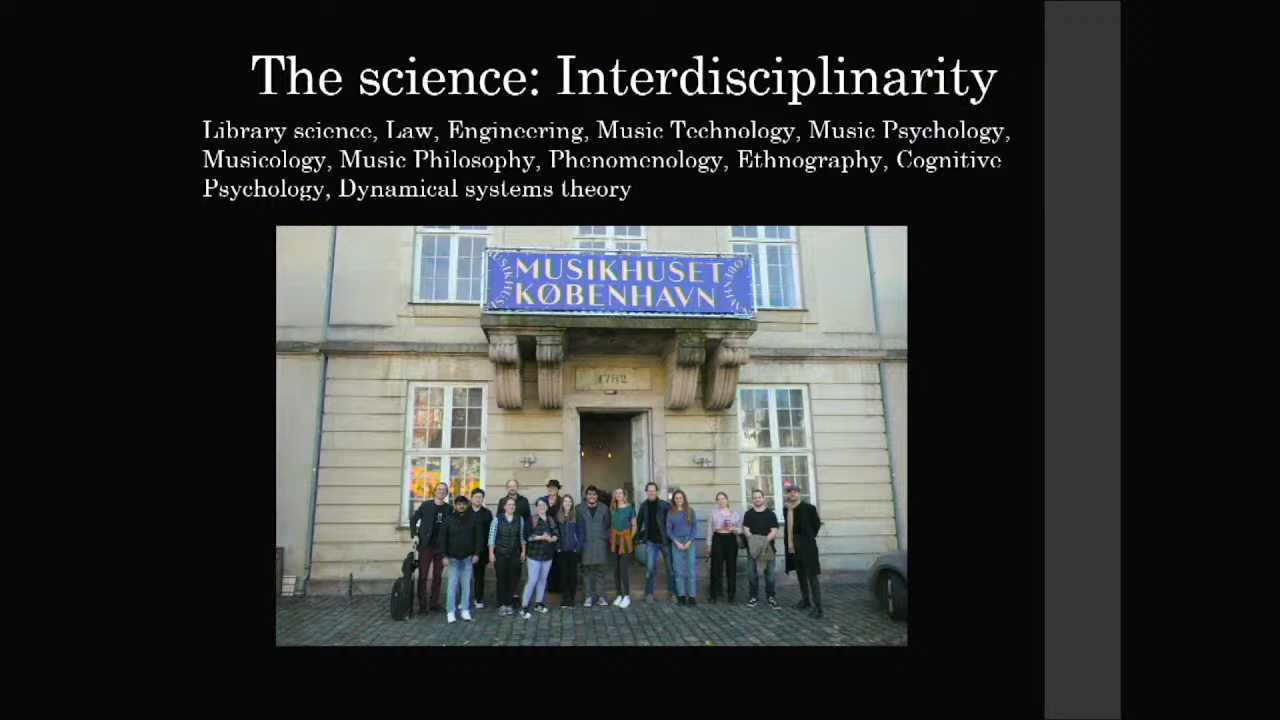 The science: Interdisciplinarity
Library science, Law, Engineering, Music Technology, Music Psychology,
Musicology, Music Philosophy, Phenomenology, Ethnography, Cognitive
Psychology, Dynamical systems theory
MUSIKHUSET
KØBENHAVN
1782